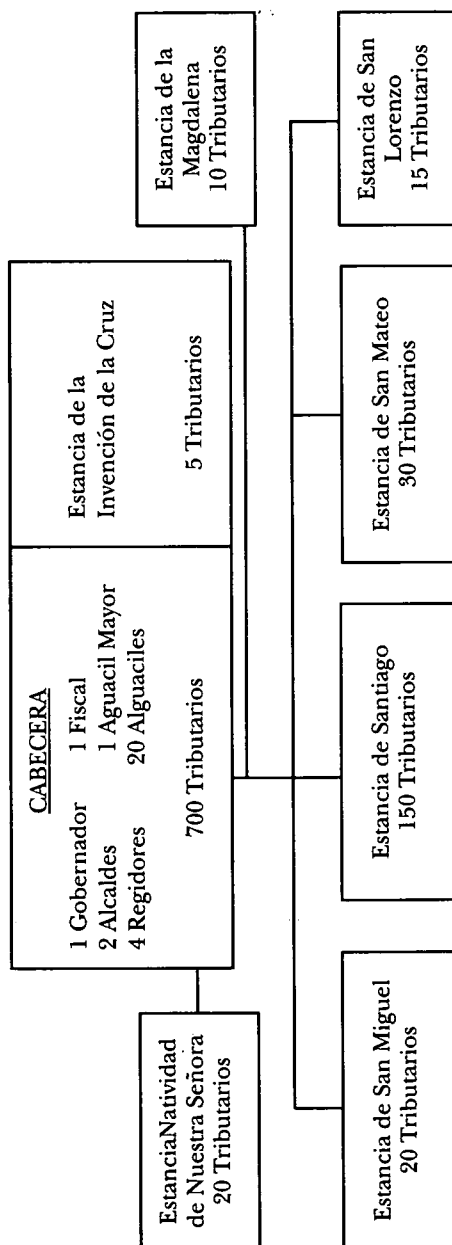 CABECERA
1 Gobernador
2 Alcaldes
4 Regidores
1 Fiscal
1 Aguacil Mayor
20 Alguaciles
700 Tributarios
Estancia de la
Invención de la Cruz
5 Tributarios
Estancia de la
Magdalena
10 Tributarios
EstanciaNatividad
de Nuestra Señora
20 Tributarios
Estancia de San Miguel
20 Tributarios
Estancia de Santiago
150 Tributarios
Estancia de San Mateo
30 Tributarios
Estancia de San
Lorenzo
15 Tributarios